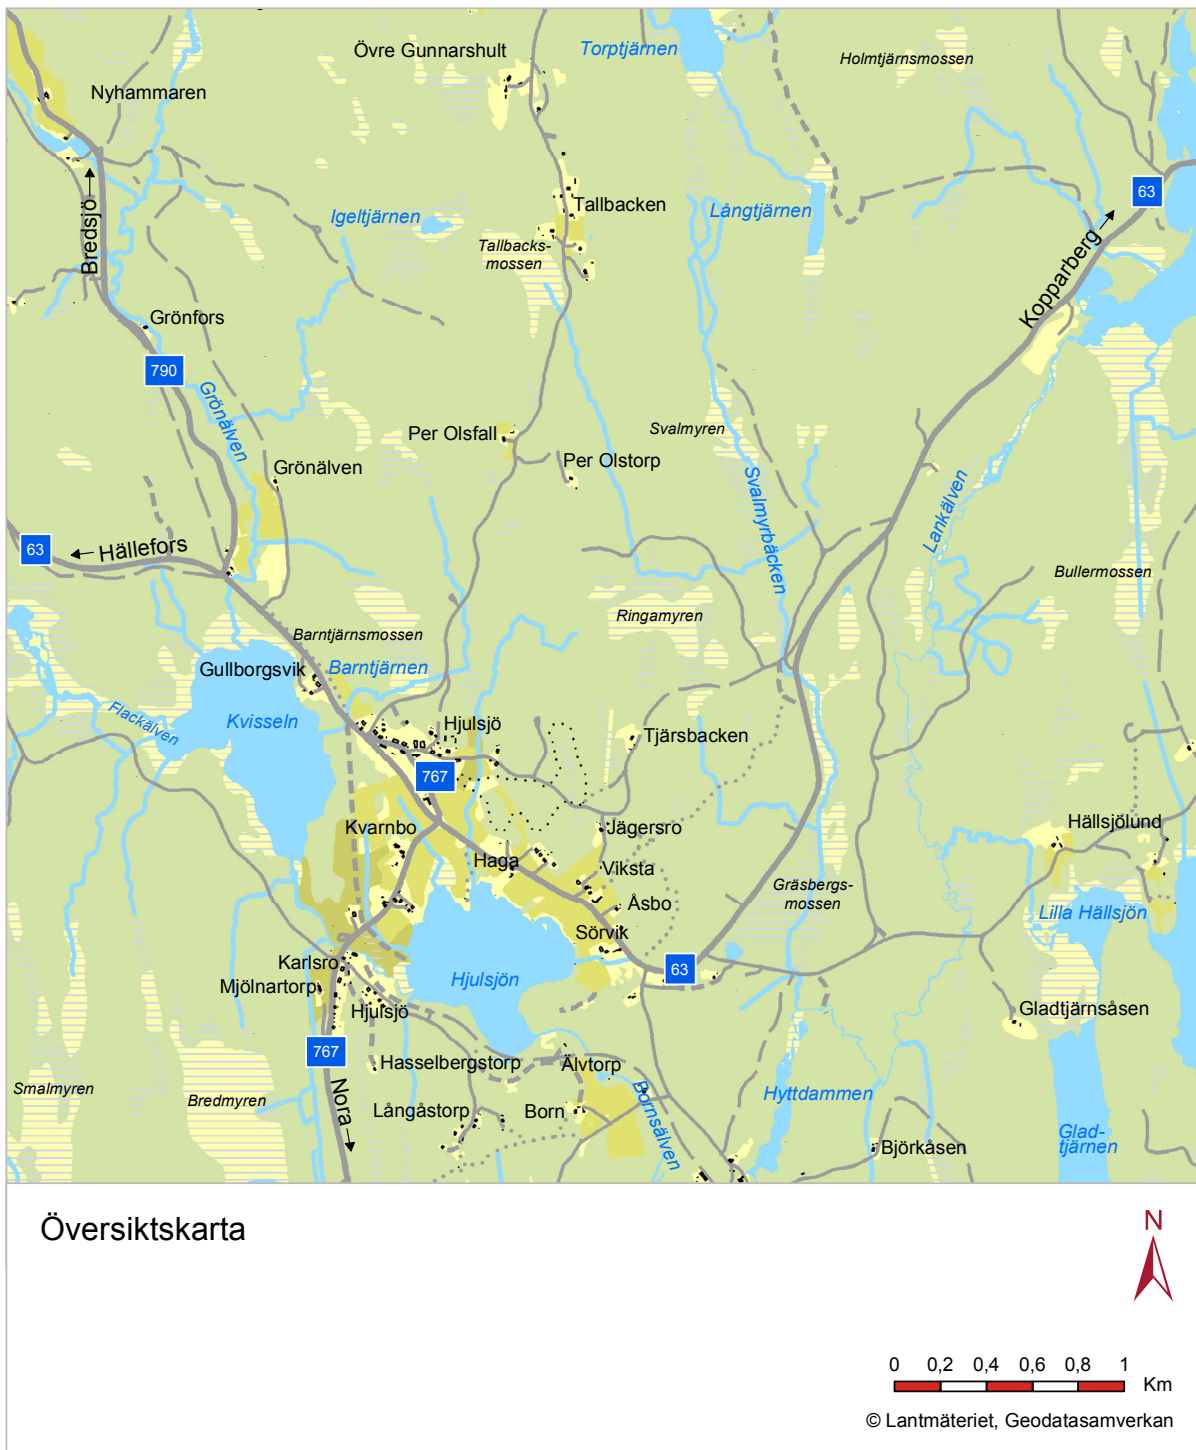 Övre Gunnarshult
Torptjärnen
Holmtjärnsmossen
Nyhammaren
63
Bredsjö
Igeltjärnen
Tallbacken
Långtjärnen
Tallbacks-
mossen
Kopparberg
Grönfors
790
Grönälven
Per Olsfall
Svalmyren
Per Olstorp
Grönälven
Svalmyrbäcken
Lankälven
63
Hällefors
Bullermossen
Ringamyren
Barntjärnsmossen
Gullborgsvik
Barntjärnen
Flackälven
Kvisseln
Hjulsjö
Tjärsbacken
767
Kvarnbo
Jägersro
Hällsjölund
Haga
Viksta
Gräsbergs-
mossen
Åsbo
Lilla Hällsjön
Sörvik
Karlsro
63
Hjulsjön
Mjölnartorp
Hjulsjö
Gladtjärnsåsen
767
Hasselbergstorp
Älvtorp
Smalmyren
Bredmyren
Nora
Långåstorp
Born
Bornsälven
Hyttdammen
Björkåsen
Glad-
tjärnen
Översiktskarta
N
0 0,2 0,4 0,6 0,8 1
Km
© Lantmäteriet, Geodatasamverkan